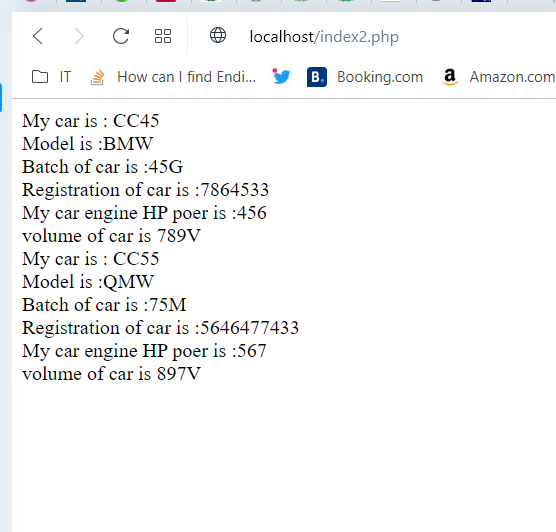 localhost/index2.php
IT How can I find Endi... B. Booking.com a Amazon.com
My car is : CC45
Model is :BMW
Batch of car is :45G
Registration of car is :7864533
My car engine HP poer is :456
volume of car is 789V
My car is : CC55
Model is :QMW
Batch of car is :75M
Registration of car is :5646477433
My car engine HP poer is :567
volume of car is 897V